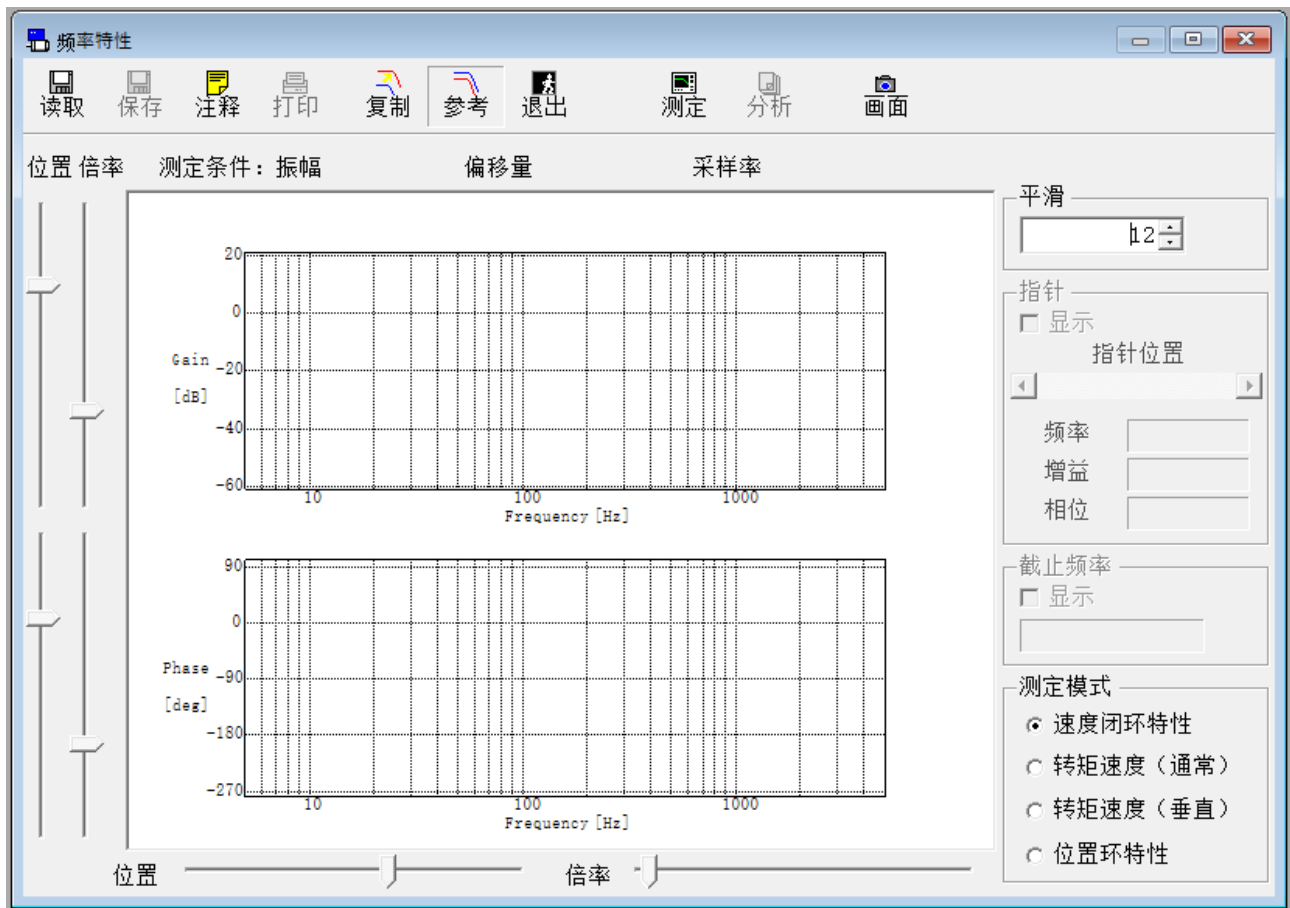 频率特性
读取 保存 注释 打印 复制 参考 退出 测定 分析 画面
位置 倍率 测定条件：振幅 偏移量 采样率
平滑
12
指针
显示
指针位置
频率
增益
相位
截止频率
显示
测定模式
速度闭环特性
转矩速度（通常）
转矩速度（垂直）
位置环特性
20
0
Gain -20
[dB]
-40
-60
10 100 1000
Frequency [Hz]
90
0
Phase -90
[deg]
-180
-270
10 100 1000
Frequency [Hz]
位置 倍率